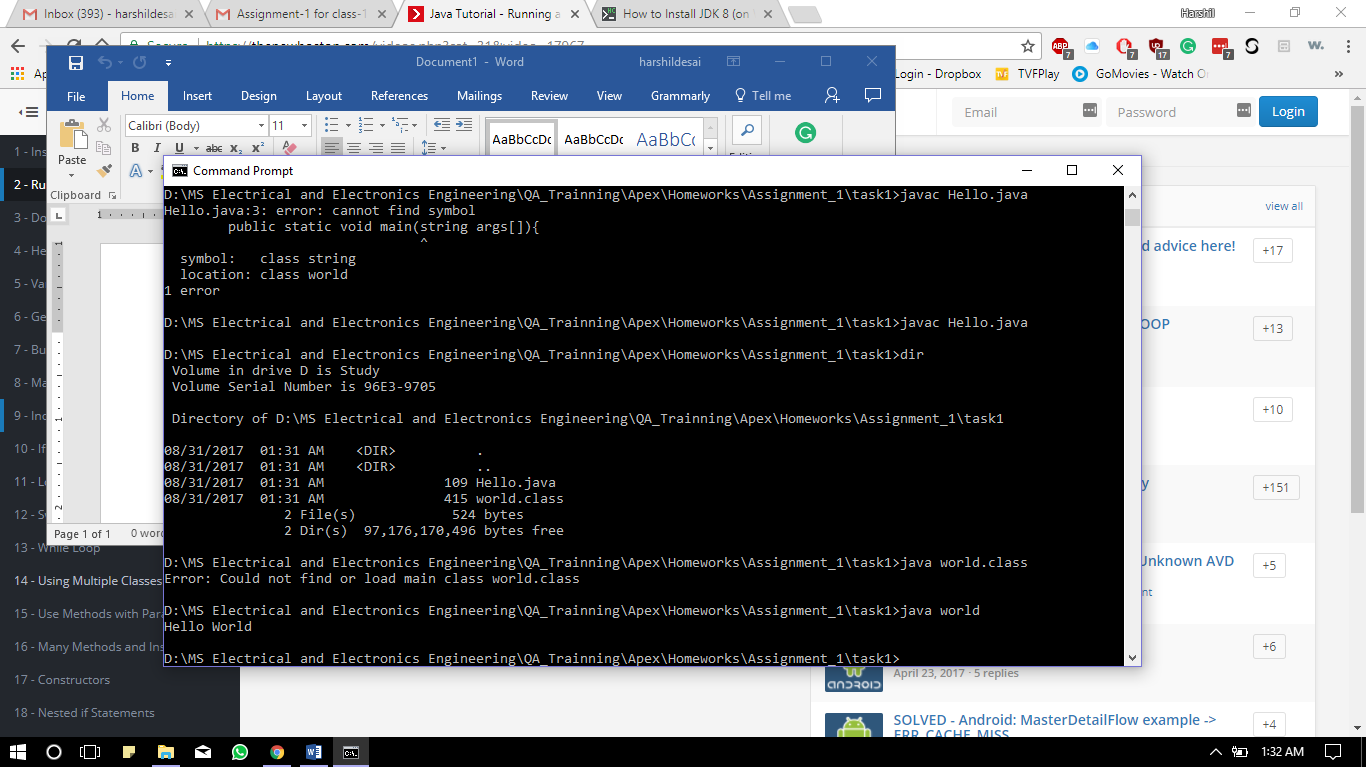 Inbox (393) - harshildesa
Assignment-1 for class-1
Java Tutorial - Running a
How to Install JDK 8 (on
Harshil
Secure
Login - Dropbox
TVFPlay
GoMovies - Watch O
Document1 - Word
harshildesai
File
Home
Insert
Design
Layout
References
Mailings
Review
View
Grammarly
Tell me
Paste
Clipboard
Calibri (Body)
11
B I U abc x₂ x²
AaBbCcDc
AaBbCcDc
AaBbCc
Page 1 of 1
0 word
Email
Password
Login
1 - Ins
2 - Ru
3 - Do
4 - He
5 - Va
6 - Ge
7 - Bu
8 - Ma
9 - Inc
10 - If
11 - Lo
12 - S
13 - While Loop
14 - Using Multiple Classes
15 - Use Methods with Para
16 - Many Methods and Ins
17 - Constructors
18 - Nested if Statements
Command Prompt
D:\MS Electrical and Electronics Engineering\QA_Trainning\Apex\Homeworks\Assignment_1\task1>javac Hello.java
Hello.java:3: error: cannot find symbol
        public static void main(string args[]){
                                ^
  symbol:   class string
  location: class world
1 error
D:\MS Electrical and Electronics Engineering\QA_Trainning\Apex\Homeworks\Assignment_1\task1>javac Hello.java
D:\MS Electrical and Electronics Engineering\QA_Trainning\Apex\Homeworks\Assignment_1\task1>dir
 Volume in drive D is Study
 Volume Serial Number is 96E3-9705
 Directory of D:\MS Electrical and Electronics Engineering\QA_Trainning\Apex\Homeworks\Assignment_1\task1
08/31/2017  01:31 AM    <DIR>          .
08/31/2017  01:31 AM    <DIR>          ..
08/31/2017  01:31 AM               109 Hello.java
08/31/2017  01:31 AM               415 world.class
               2 File(s)            524 bytes
               2 Dir(s)  97,176,170,496 bytes free
D:\MS Electrical and Electronics Engineering\QA_Trainning\Apex\Homeworks\Assignment_1\task1>java world.class
Error: Could not find or load main class world.class
D:\MS Electrical and Electronics Engineering\QA_Trainning\Apex\Homeworks\Assignment_1\task1>java world
Hello World
D:\MS Electrical and Electronics Engineering\QA_Trainning\Apex\Homeworks\Assignment_1\task1>
view all
d advice here!
+17
OOP
+13
+10
y
+151
Unknown AVD
+5
nt
+6
April 23, 2017 · 5 replies
SOLVED - Android: MasterDetailFlow example ->
ERR_CACHE_MISS
+4
1:32 AM